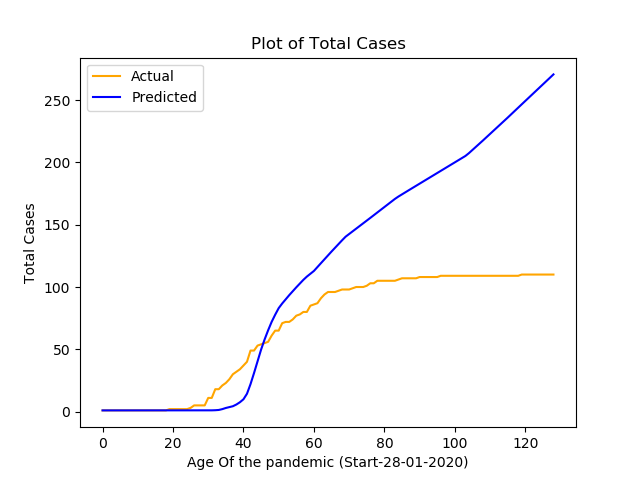 Plot of Total Cases
Actual
Predicted
250
200
150
100
50
0
Total Cases
0 20 40 60 80 100 120
Age Of the pandemic (Start-28-01-2020)